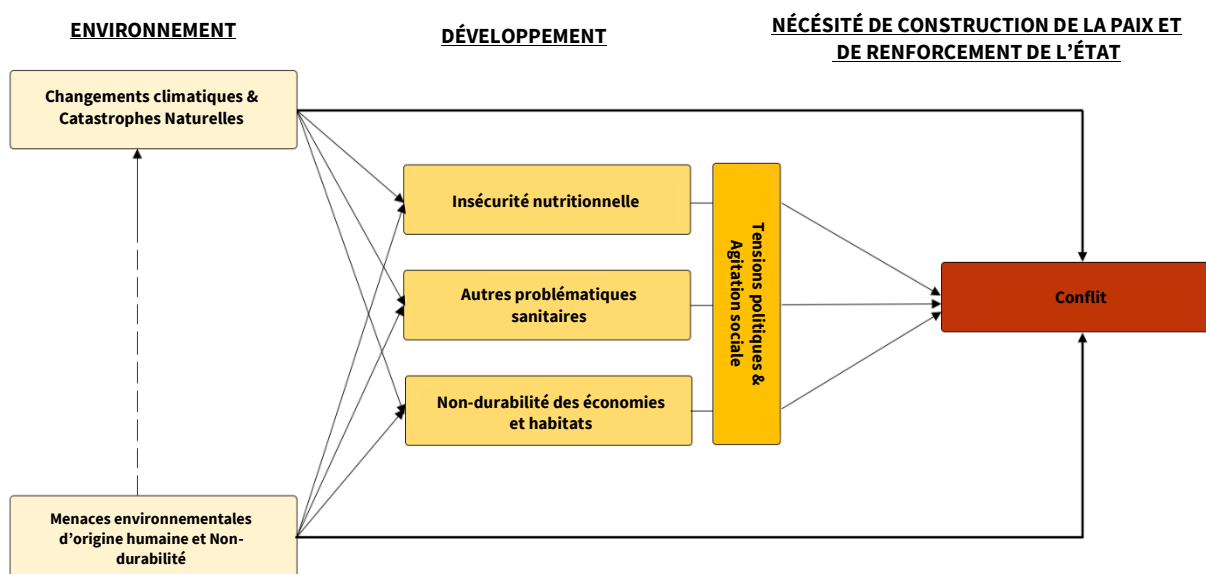 ENVIRONNEMENT
DÉVELOPPEMENT
NÉCÉSITÉ DE CONSTRUCTION DE LA PAIX ET
DE RENFORCEMENT DE L'ÉTAT
Changements climatiques &
Catastrophes Naturelles
Insécurité nutritionnelle
Autres problématiques
sanitaires
Non-durabilité des économies
et habitats
Tensions politiques &
Agitation sociale
Conflit
Menaces environnementales
d'origine humaine et Non-
durabilité